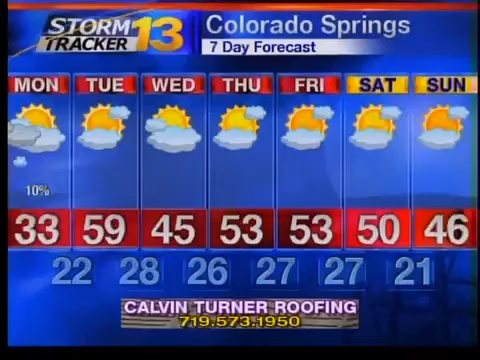 STORM
TRACKER 13
Colorado Springs
7 Day Forecast
MON TUE WED THU FRI SAT SUN
10%
33 59 45 53 53 50 46
22 28 26 27 27 21
CALVIN TURNER ROOFING
719.573.1950